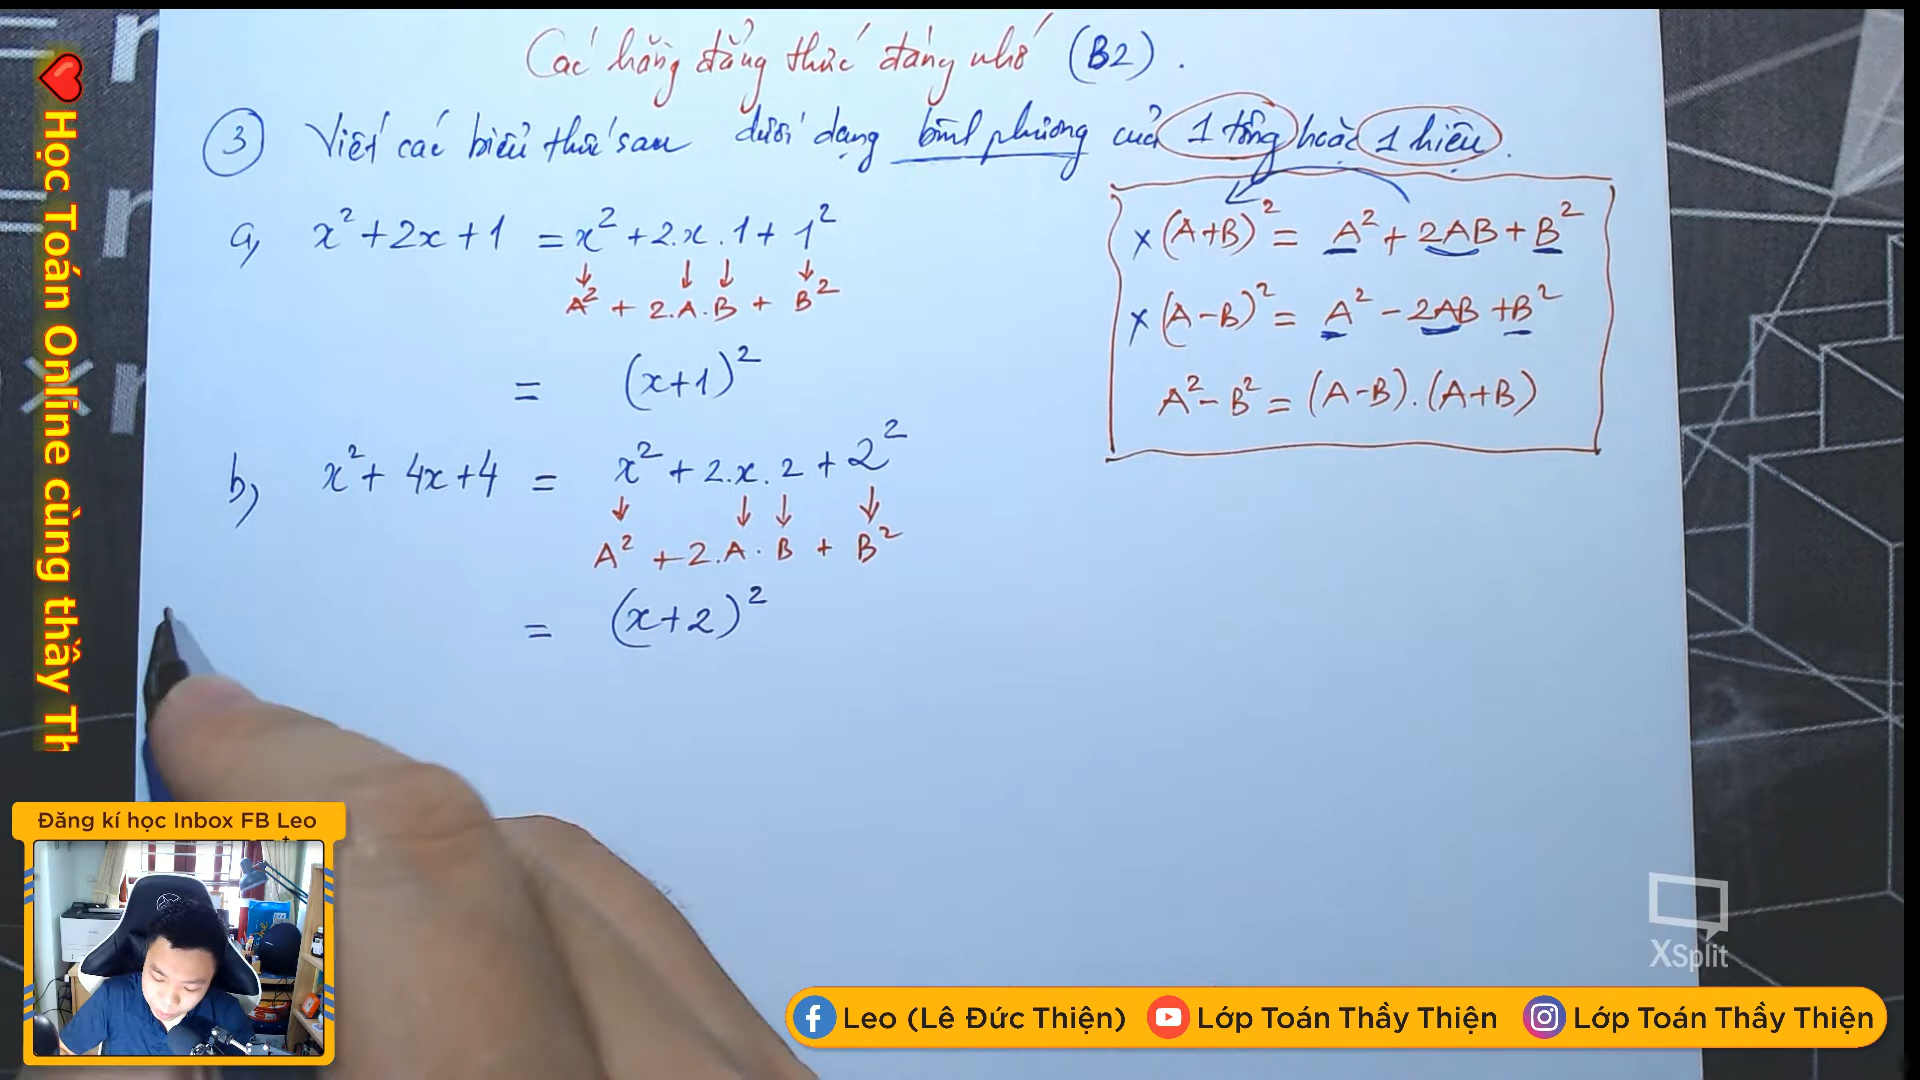 Các hằng đẳng thức đáng nhớ (B2).
3 Viết các biểu thức sau dưới dạng bình phương của 1 tổng hoặc 1 hiệu.
a, x² + 2x + 1 = x² + 2.x.1 + 1²
↓ ↓ ↓ ↓
A² + 2.A.B + B²
= (x+1)²
b, x² + 4x + 4 = x² + 2.x.2 + 2²
↓ ↓ ↓ ↓
A² + 2.A.B + B²
= (x+2)²
× (A+B)² = A² + 2AB + B²
× (A-B)² = A² - 2AB + B²
A² - B² = (A-B).(A+B)
❤️ Học Toán Online cùng thầy Th
Đăng kí học Inbox FB Leo
XSplit
Leo (Lê Đức Thiện) Lớp Toán Thầy Thiện Lớp Toán Thầy Thiện